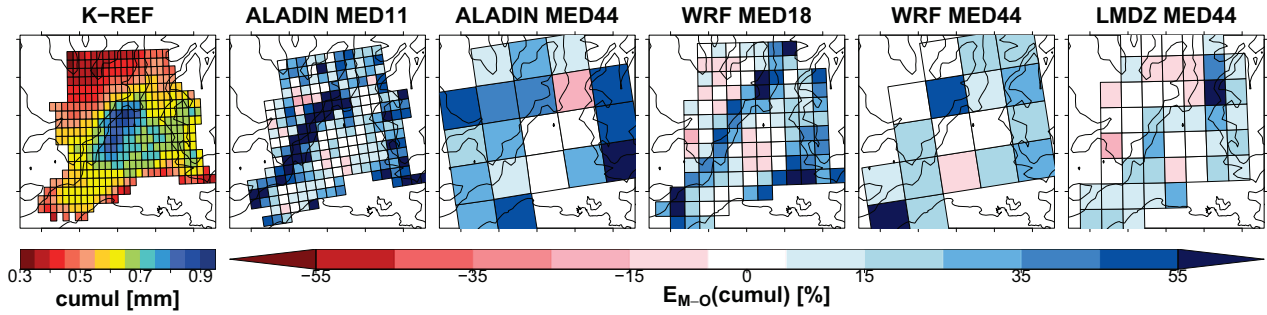 K−REF ALADIN MED11 ALADIN MED44 WRF MED18 WRF MED44 LMDZ MED44
0.3 0.5 0.7 0.9 −55 −35 −15 0 15 35 55
cumul [mm] E_M−O(cumul) [%]